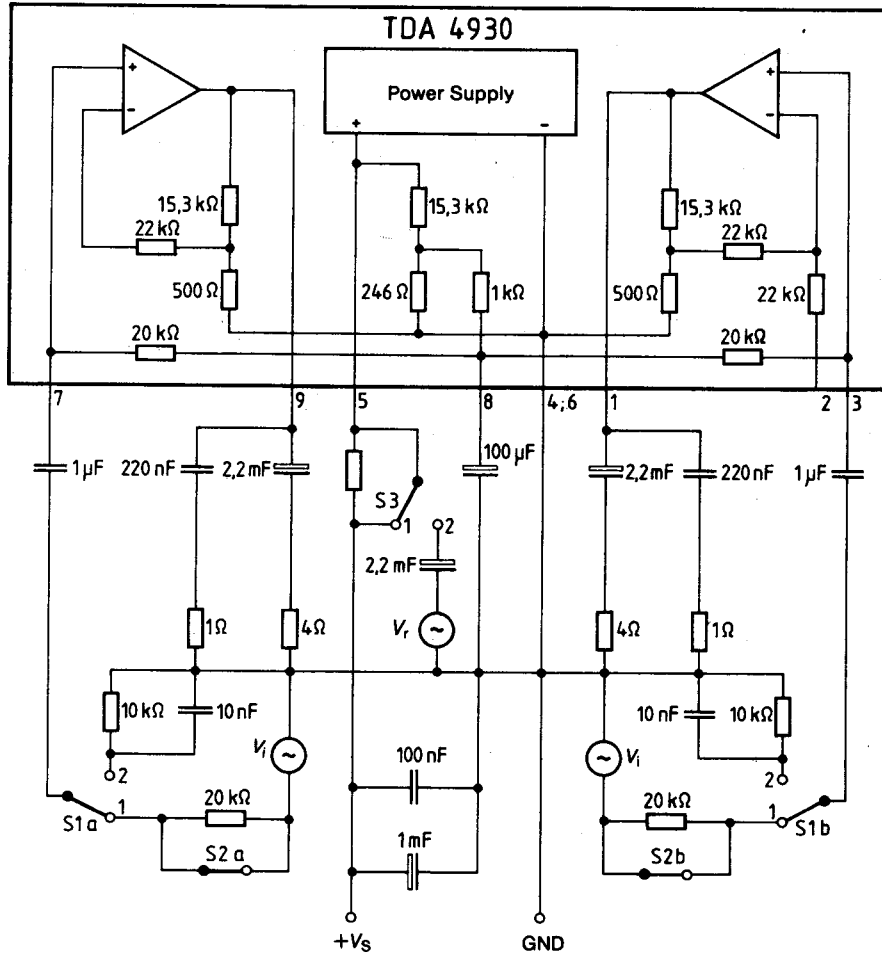 TDA 4930
Power Supply
+ -
+ -
+ -
15,3 kΩ
22 kΩ
500 Ω
15,3 kΩ
246 Ω
1 kΩ
15,3 kΩ
22 kΩ
500 Ω
22 kΩ
20 kΩ
20 kΩ
7 9 5 8 4;6 1 2 3
1 µF
220 nF
2,2 mF
S3
1
2
100 µF
2,2 mF
220 nF
1 µF
2,2 mF
Vr
~
1 Ω
4 Ω
4 Ω
1 Ω
10 kΩ
10 nF
Vi
~
100 nF
Vi
~
10 nF
10 kΩ
2
1
S1a
20 kΩ
S2a
1 mF
20 kΩ
S2b
2
1
S1b
+Vs
GND